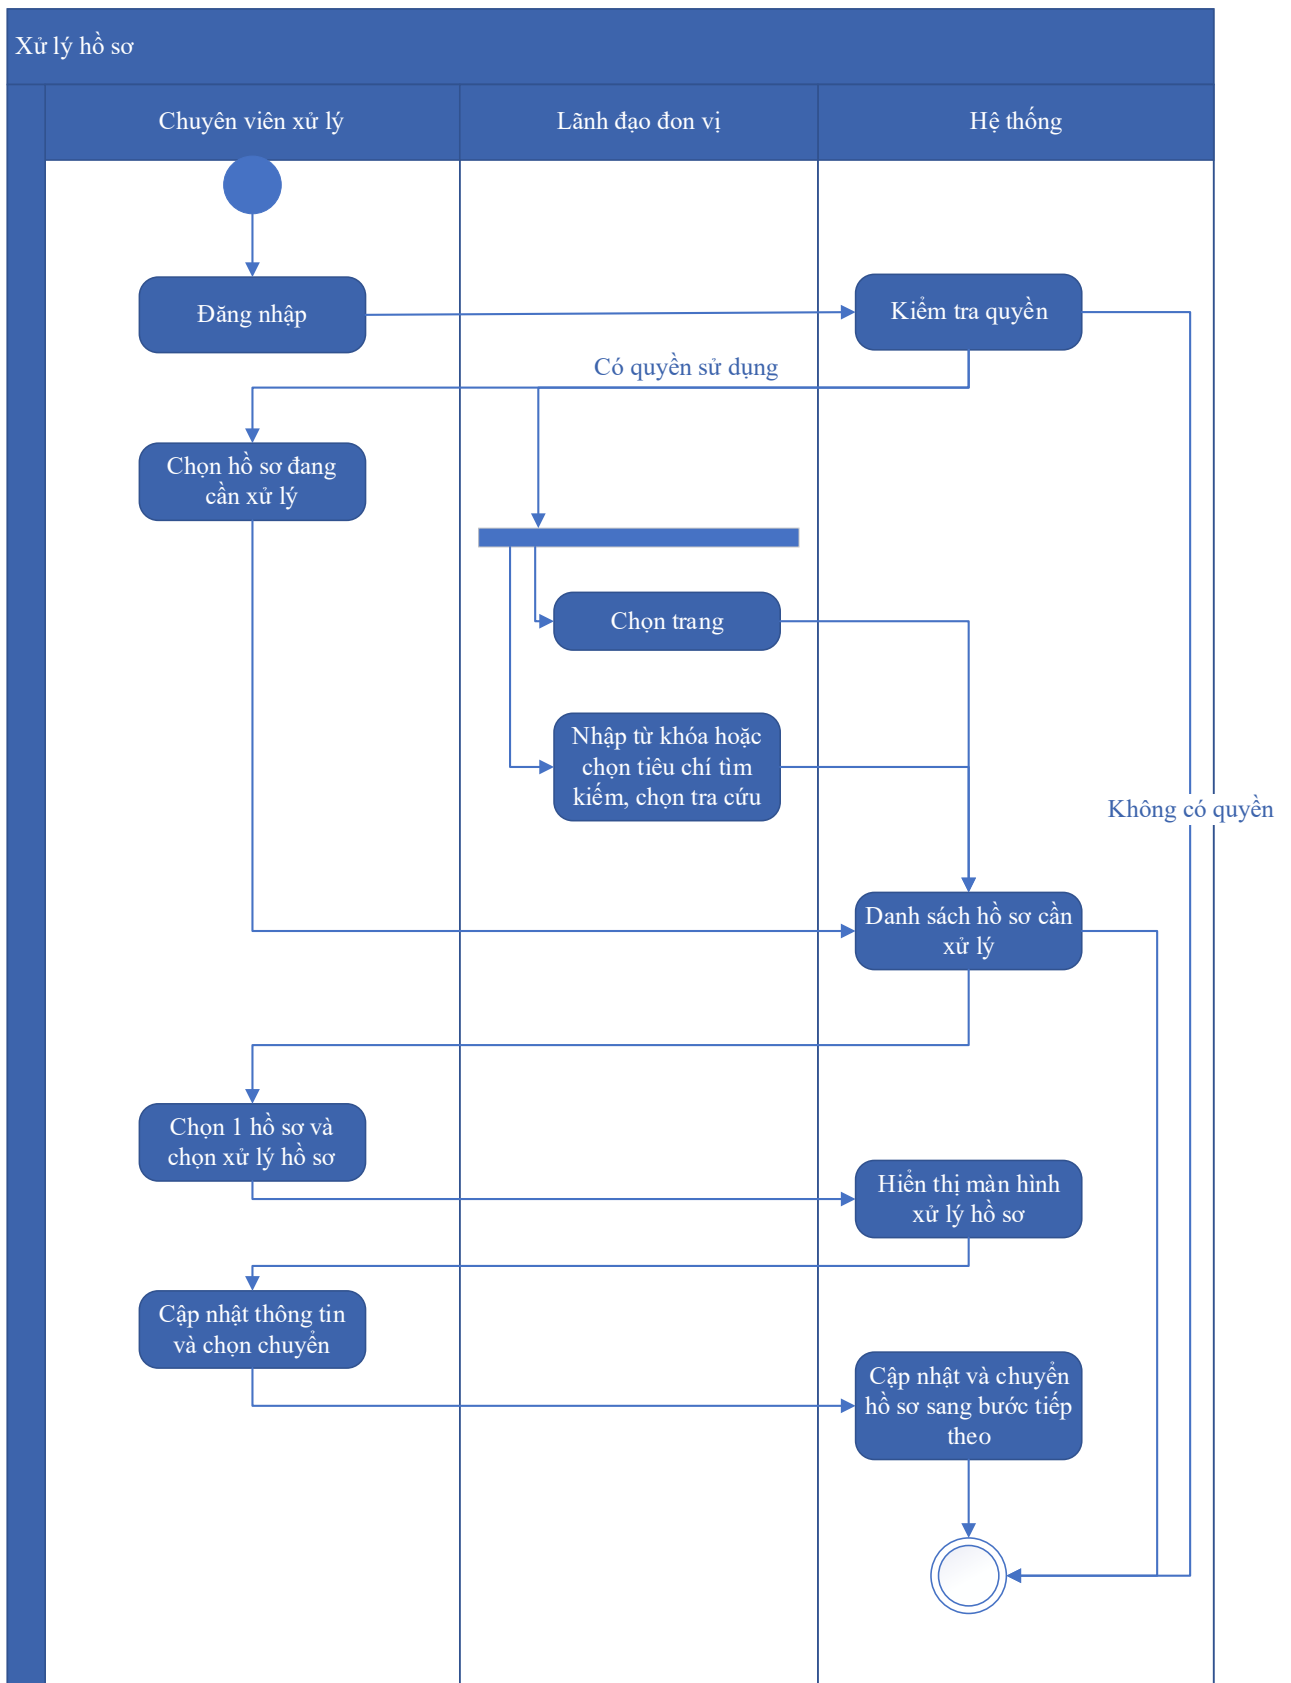 Xử lý hồ sơ
Chuyên viên xử lý
Lãnh đạo đon vị
Hệ thống
Đăng nhập
Kiểm tra quyền
Có quyền sử dụng
Chọn hồ sơ đang
cần xử lý
Chọn trang
Nhập từ khóa hoặc
chọn tiêu chí tìm
kiếm, chọn tra cứu
Không có quyền
Danh sách hồ sơ cần
xử lý
Chọn 1 hồ sơ và
chọn xử lý hồ sơ
Hiển thị màn hình
xử lý hồ sơ
Cập nhật thông tin
và chọn chuyển
Cập nhật và chuyển
hồ sơ sang bước tiếp
theo